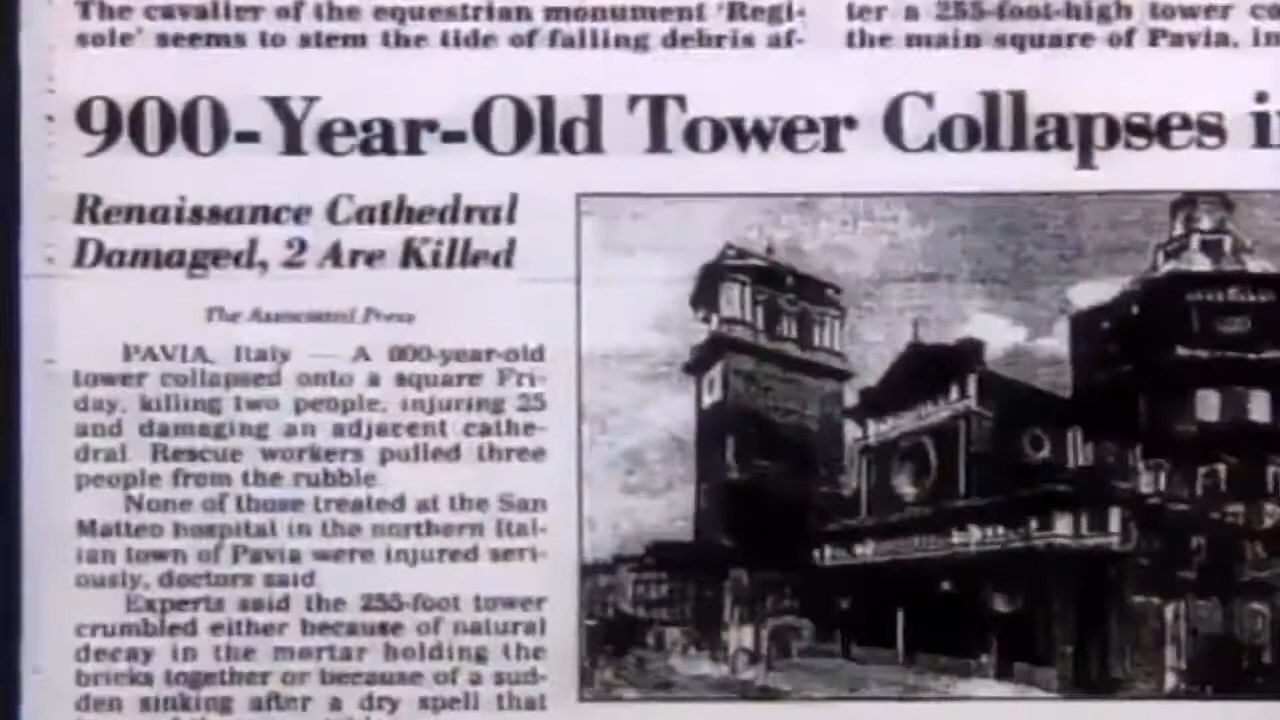 The cavalier of the equestrian monument 'Regi-
sole' seems to stem the tide of falling debris af-
ter a 255-foot-high tower co
the main square of Pavia, in
900-Year-Old Tower Collapses i
Renaissance Cathedral
Damaged, 2 Are Killed
The Associated Press
PAVIA, Italy — A 900-year-old
tower collapsed onto a square Fri-
day, killing two people, injuring 25
and damaging an adjacent cathe-
dral. Rescue workers pulled three
people from the rubble.
None of those treated at the San
Matteo hospital in the northern Ital-
ian town of Pavia were injured seri-
ously, doctors said.
Experts said the 255-foot tower
crumbled either because of natural
decay in the mortar holding the
bricks together or because of a sud-
den sinking after a dry spell that